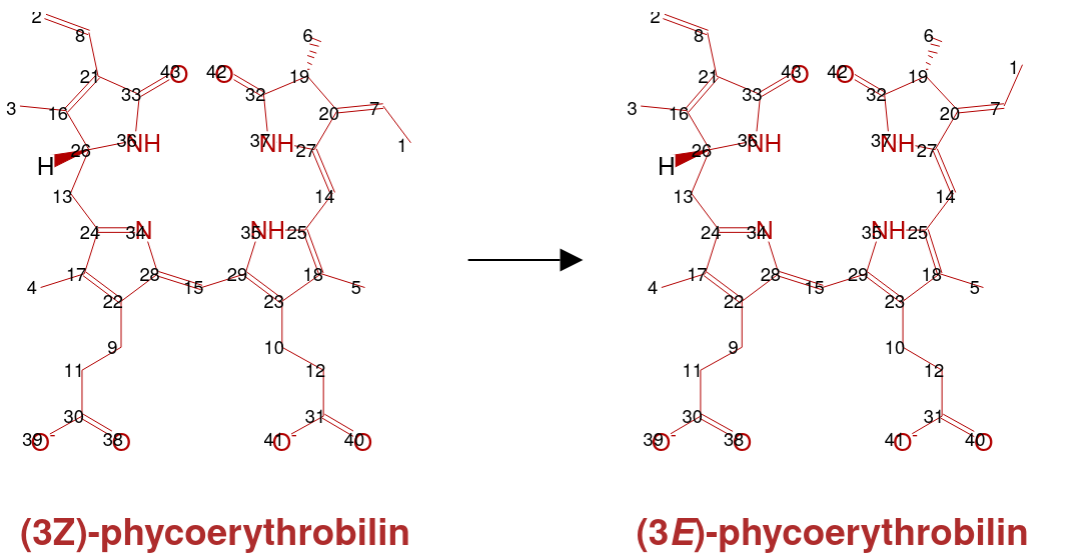 2 8 6 42 43 19 21 32 33 3 16 20 7 36 NH 37 NH 1 26 27 H 13 14 24 34 N 35 NH 25 17 28 29 18 4 15 5 22 23 9 10 11 12 30 31 39 O - 38 O 41 O - 40 O
2 8 6 1 42 43 19 21 32 33 3 16 20 7 36 NH 37 NH 26 27 H 13 14 24 34 N 35 NH 25 17 28 29 18 4 15 5 22 23 9 10 11 12 30 31 39 O - 38 O 41 O - 40 O
(3Z)-phycoerythrobilin
(3E)-phycoerythrobilin